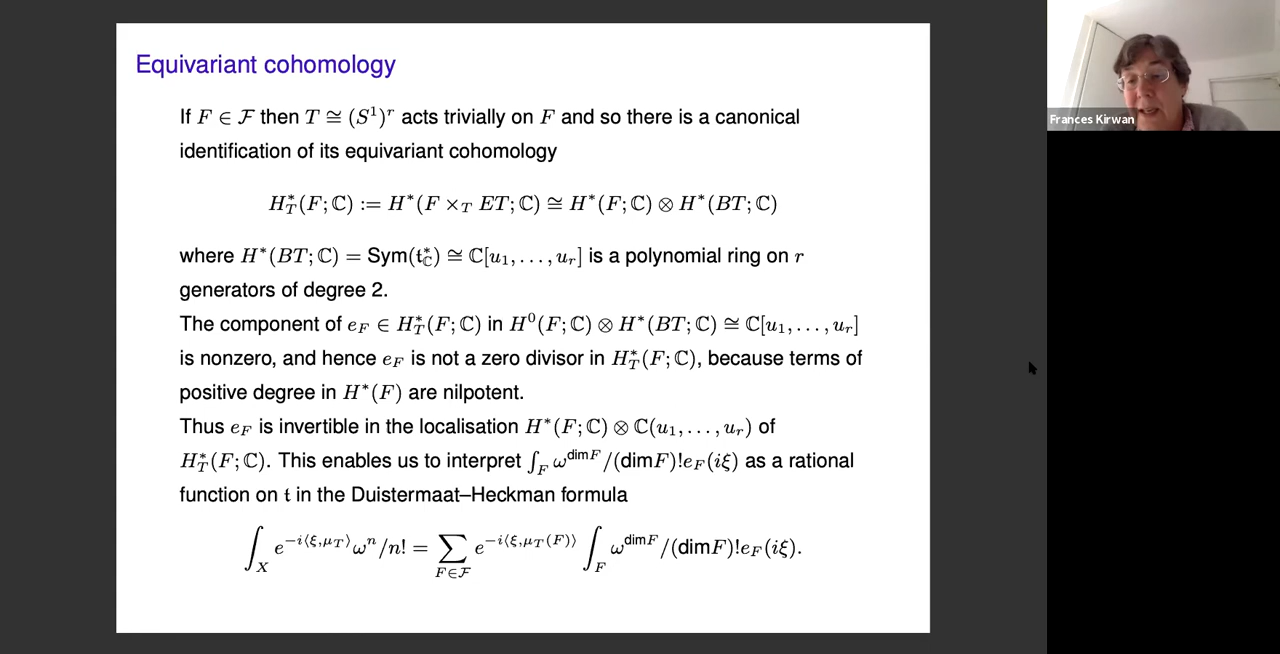 Equivariant cohomology
If F ∈ ℱ then T ≅ (S¹)ʳ acts trivially on F and so there is a canonical
identification of its equivariant cohomology
H*_T(F; ℂ) := H*(F ×_T ET; ℂ) ≅ H*(F; ℂ) ⊗ H*(BT; ℂ)
where H*(BT; ℂ) = Sym(𝔱*_ℂ) ≅ ℂ[u₁, . . . , u_r] is a polynomial ring on r
generators of degree 2.
The component of e_F ∈ H*_T(F; ℂ) in H⁰(F; ℂ) ⊗ H*(BT; ℂ) ≅ ℂ[u₁, . . . , u_r]
is nonzero, and hence e_F is not a zero divisor in H*_T(F; ℂ), because terms of
positive degree in H*(F) are nilpotent.
Thus e_F is invertible in the localisation H*(F; ℂ) ⊗ ℂ(u₁, . . . , u_r) of
H*_T(F; ℂ). This enables us to interpret ∫_F ω^{dim F}/(dim F)!e_F(iξ) as a rational
function on 𝔱 in the Duistermaat–Heckman formula
∫_X e^{−i⟨ξ,μ_T⟩} ωⁿ/n! = ∑_{F∈ℱ} e^{−i⟨ξ,μ_T(F)⟩} ∫_F ω^{dim F}/(dim F)!e_F(iξ).
Frances Kirwan